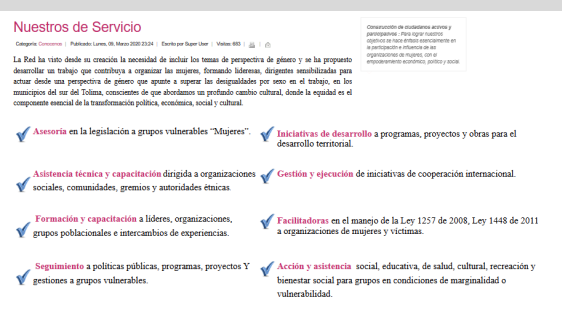 Nuestros de Servicio
Categoría: Conócenos | Publicado: Lunes, 09, Marzo 2020 23:24 | Escrito por Super User | Visitas: 693 |
Construcción de ciudadanos activos y
participativos : Para lograr nuestros
objetivos se hace énfasis esencialmente en
la participación e influencia de las
organizaciones de mujeres, con el
empoderamiento económico, político y social.
La Red ha visto desde su creación la necesidad de incluir los temas de perspectiva de género y se ha propuesto
desarrollar un trabajo que contribuya a organizar las mujeres, formando lideresas, dirigentes sensibilizadas para
actuar desde una perspectiva de género que apunte a superar las desigualdades por sexo en el trabajo, en los
municipios del sur del Tolima, conscientes de que abordamos un profundo cambio cultural, donde la equidad es el
componente esencial de la transformación política, económica, social y cultural.
Asesoría en la legislación a grupos vulnerables “Mujeres”.
Asistencia técnica y capacitación dirigida a organizaciones
sociales, comunidades, gremios y autoridades étnicas
Formación y capacitación a líderes, organizaciones,
grupos poblacionales e intercambios de experiencias.
Seguimiento a políticas públicas, programas, proyectos Y
gestiones a grupos vulnerables.
Iniciativas de desarrollo a programas, proyectos y obras para el
desarrollo territorial.
Gestión y ejecución de iniciativas de cooperación internacional.
Facilitadoras en el manejo de la Ley 1257 de 2008, Ley 1448 de 2011
a organizaciones de mujeres y víctimas.
Acción y asistencia social, educativa, de salud, cultural, recreación y
bienestar social para grupos en condiciones de marginalidad o
vulnerabilidad.